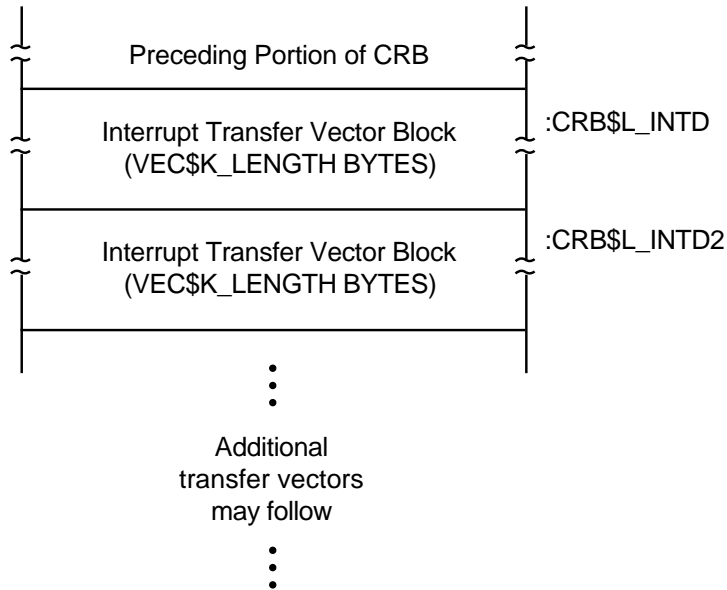 Preceding Portion of CRB
Interrupt Transfer Vector Block :CRB$L_INTD
(VEC$K_LENGTH BYTES)
Interrupt Transfer Vector Block :CRB$L_INTD2
(VEC$K_LENGTH BYTES)
Additional
transfer vectors
may follow